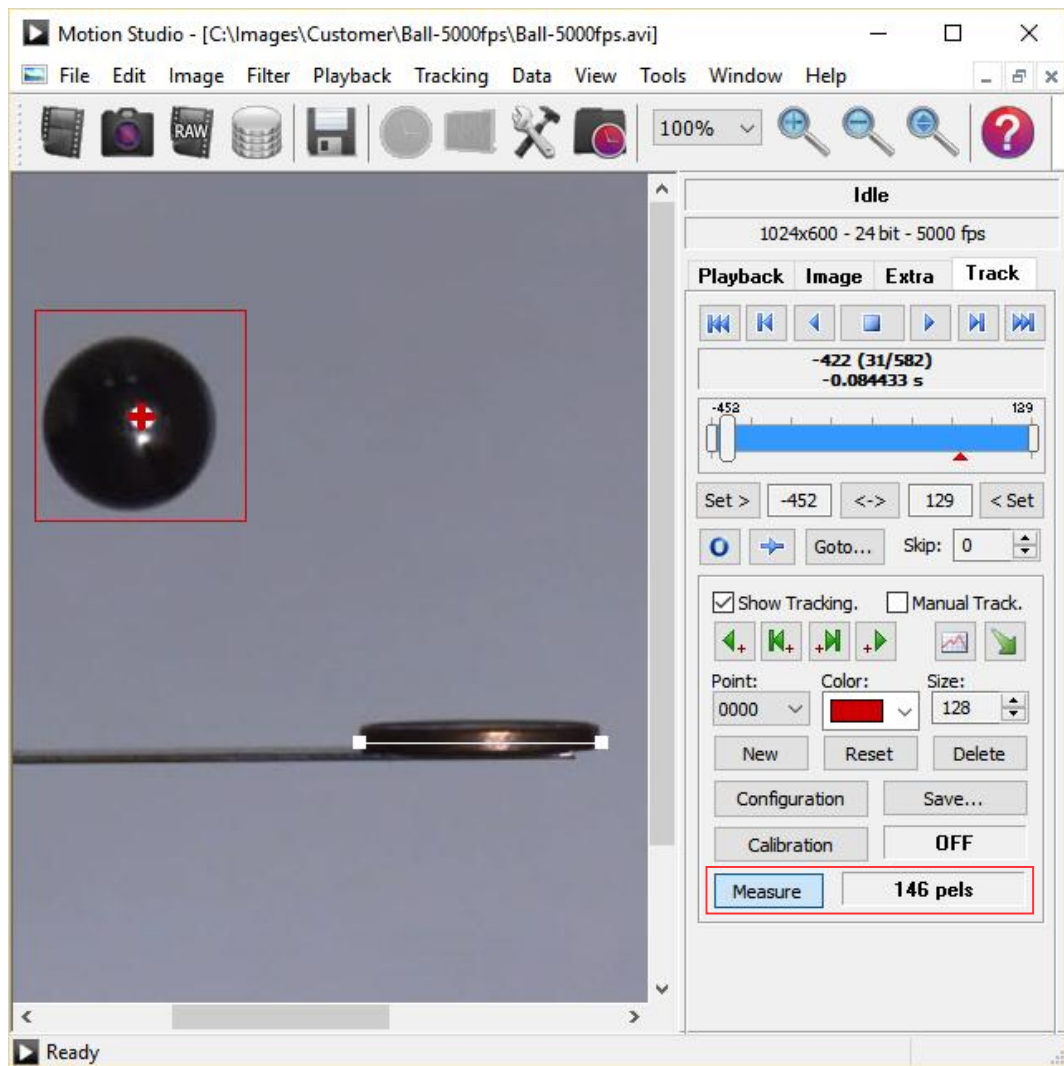 Motion Studio - [C:\Images\Customer\Ball-5000fps\Ball-5000fps.avi]
File Edit Image Filter Playback Tracking Data View Tools Window Help
RAW 100% ?
Idle
1024x600 - 24 bit - 5000 fps
Playback Image Extra Track
-422 (31/582)
-0.084433 s
-452 129
Set > -452 <-> 129 < Set
Goto... Skip: 0
Show Tracking. Manual Track.
Point: Color: Size:
0000 128
New Reset Delete
Configuration Save...
Calibration OFF
Measure 146 pels
Ready